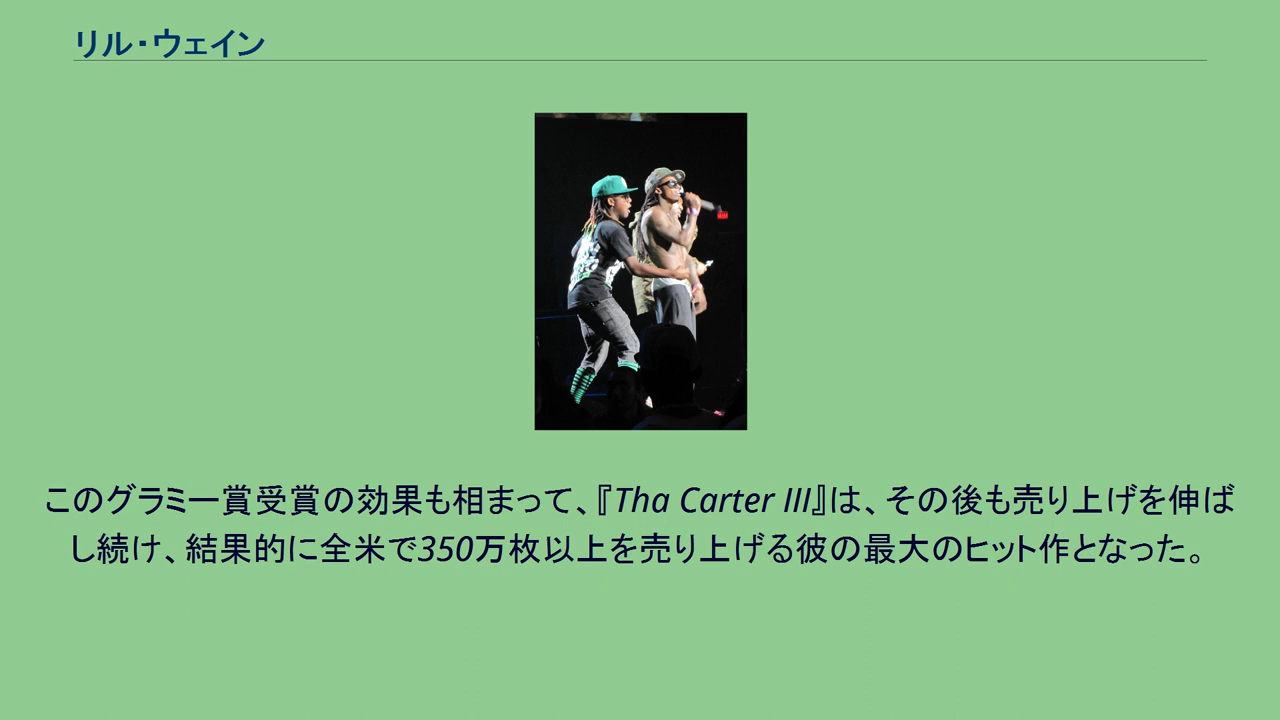 リル・ウェイン
このグラミー賞受賞の効果も相まって、『Tha Carter III』は、その後も売り上げを伸ば
し続け、結果的に全米で350万枚以上を売り上げる彼の最大のヒット作となった。